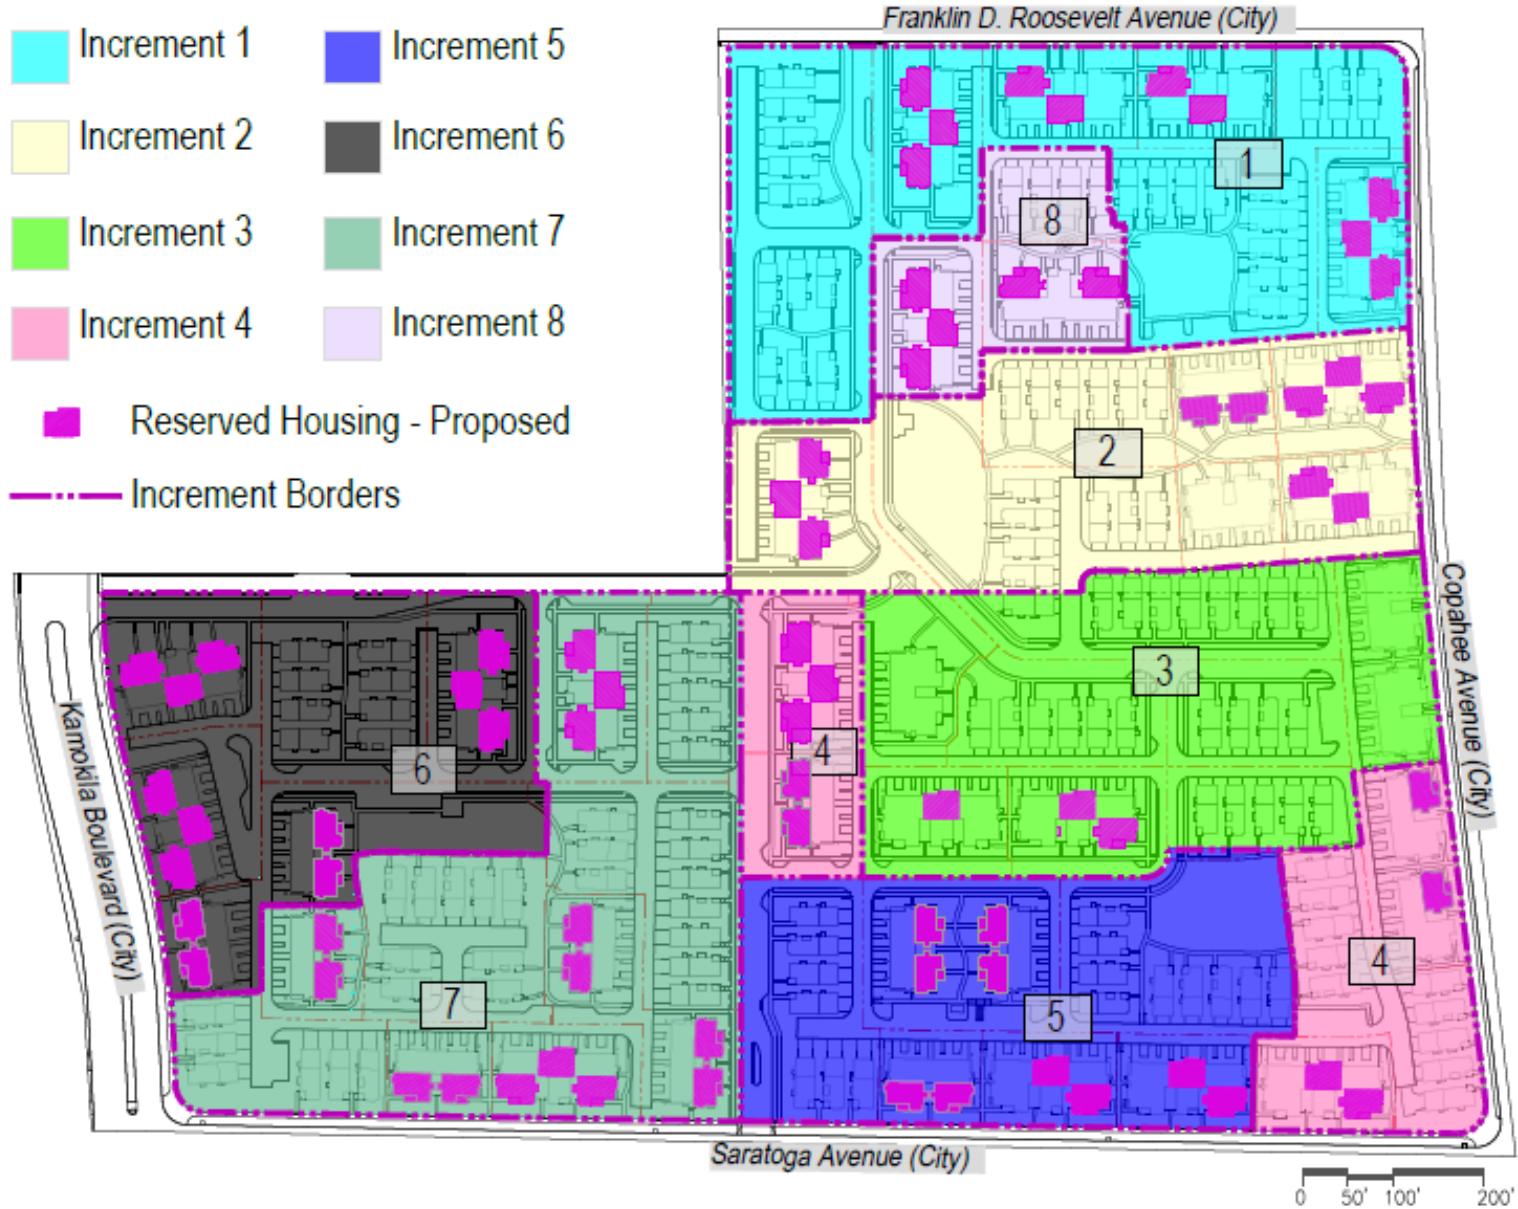 Franklin D. Roosevelt Avenue (City)
Increment 1
Increment 5
Increment 2
Increment 6
Increment 3
Increment 7
Increment 4
Increment 8
Reserved Housing - Proposed
Increment Borders
1
8
2
3
4
6
7
5
4
Kamokila Boulevard (City)
Copahee Avenue (City)
Saratoga Avenue (City)
0 50' 100' 200'